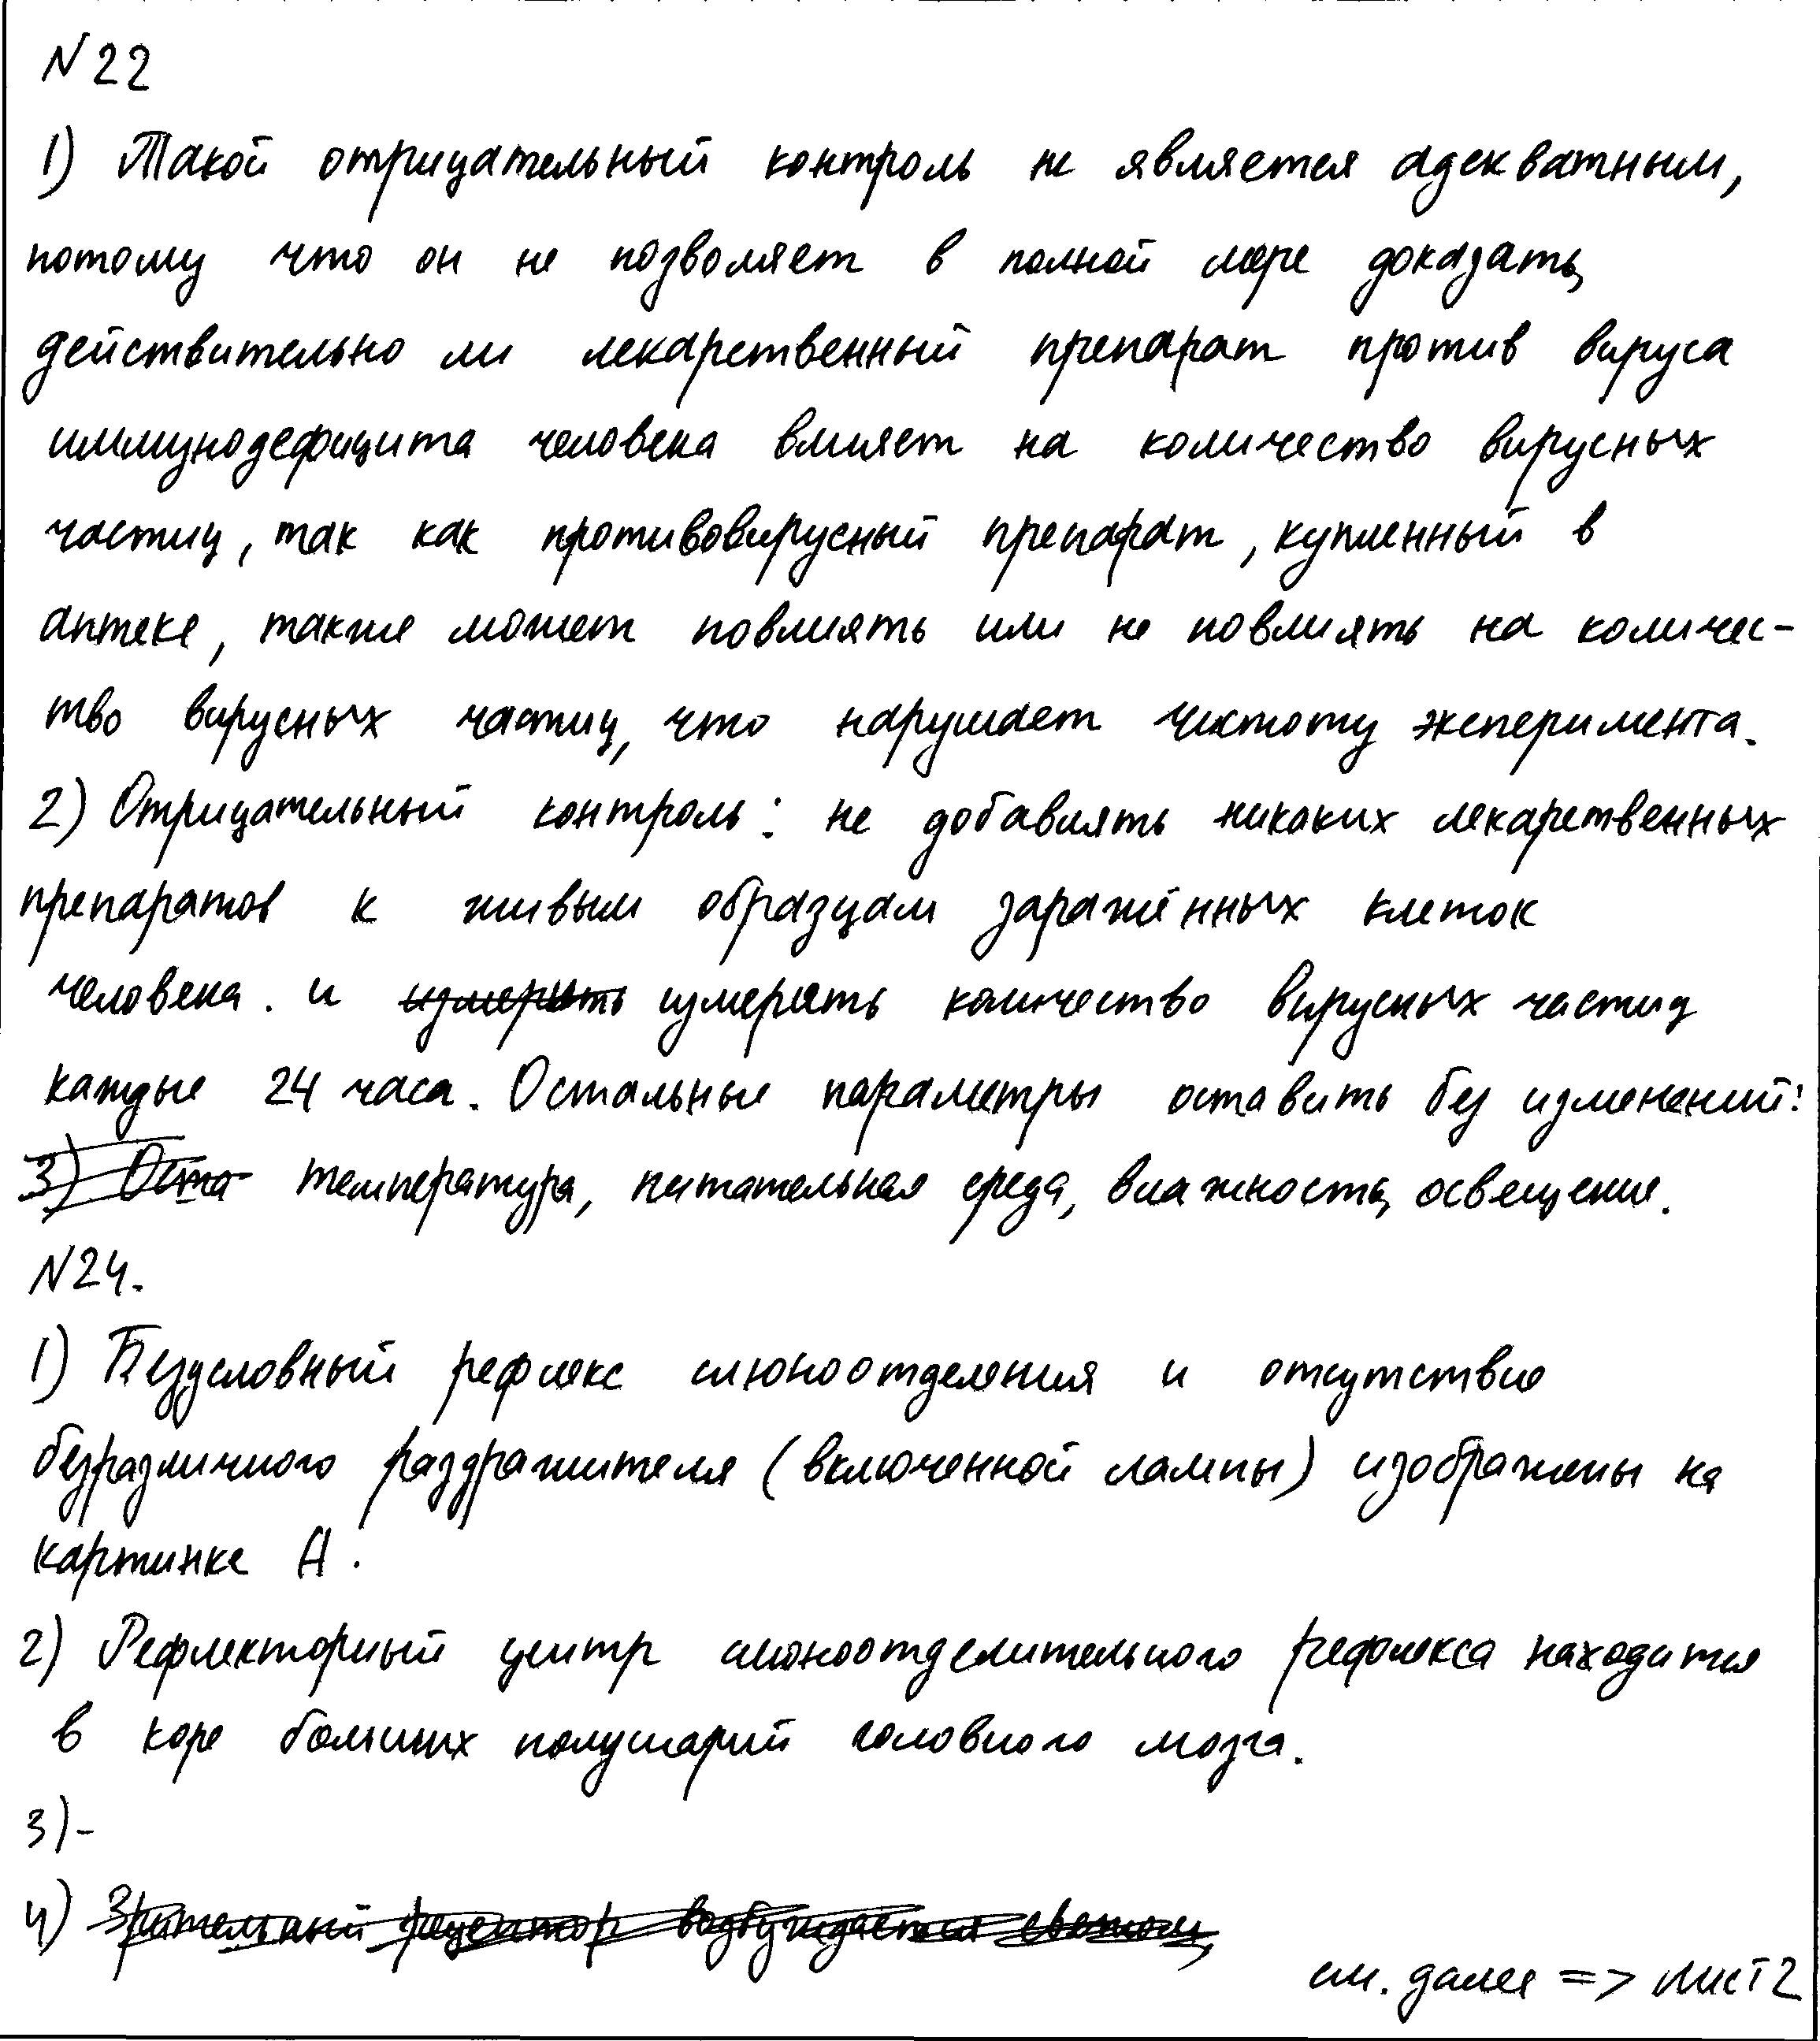 N 22
1) Такой отрицательный контроль не является адекватным,
потому что он не позволяет в полной мере доказать,
действительно ли лекарственный препарат против вируса
иммунодефицита человека влияет на количество вирусных
частиц, так как противовирусный препарат, купленный в
аптеке, также может повлиять или не повлиять на количес-
тво вирусных частиц, что нарушает чистоту эксперимента.
2) Отрицательный контроль: не добавлять никаких лекарственных
препаратов к живым образцам заражённых клеток
человека. и измерить измерять количество вирусных частиц
каждые 24 часа. Остальные параметры оставить без изменений:
3) Оста температура, питательная среда, влажность, освещение.
N24.
1) Безусловный рефлекс слюноотделения и отсутствие
безразличного раздражителя (включенной лампы) изображены на
картинке А.
2) Рефлекторный центр слюноотделительного рефлекса находится
в коре больших полушарий головного мозга.
3) -
4) Зрительный рецептор возбуждается светом,
см. далее => лист 2